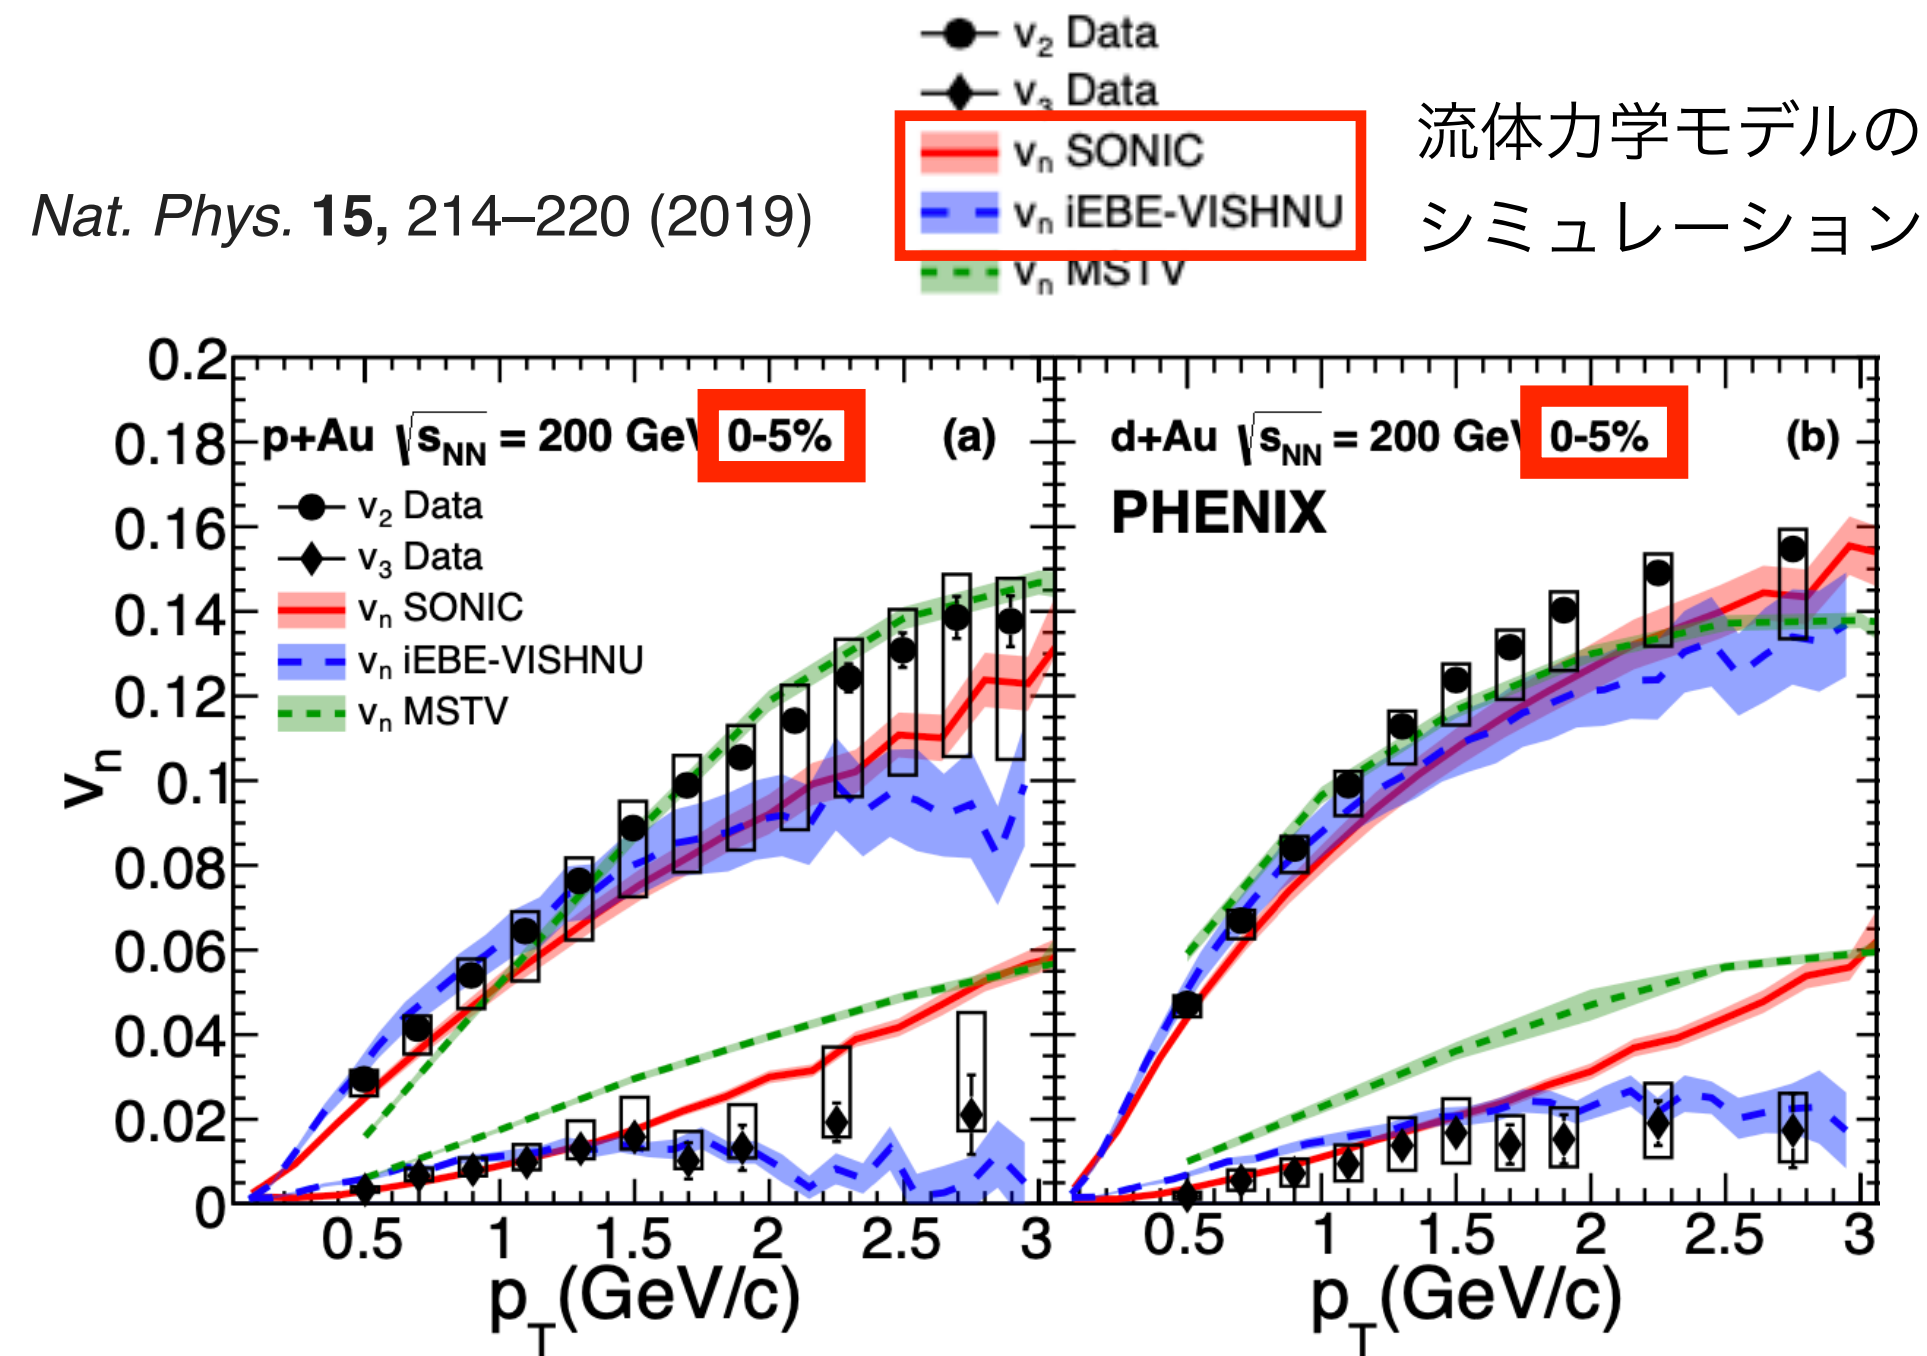 v2 Data
v3 Data
vn SONIC
vn iEBE-VISHNU
vn MSTV
流体力学モデルの
シミュレーション
Nat. Phys. 15, 214–220 (2019)
0.2
0.18
0.16
0.14
0.12
0.1
0.08
0.06
0.04
0.02
0
vn
p+Au √sNN = 200 GeV 0-5% (a)
v2 Data
v3 Data
vn SONIC
vn iEBE-VISHNU
vn MSTV
d+Au √sNN = 200 GeV 0-5% (b)
PHENIX
0.5 1 1.5 2 2.5 3
0.5 1 1.5 2 2.5 3
pT(GeV/c)
pT(GeV/c)